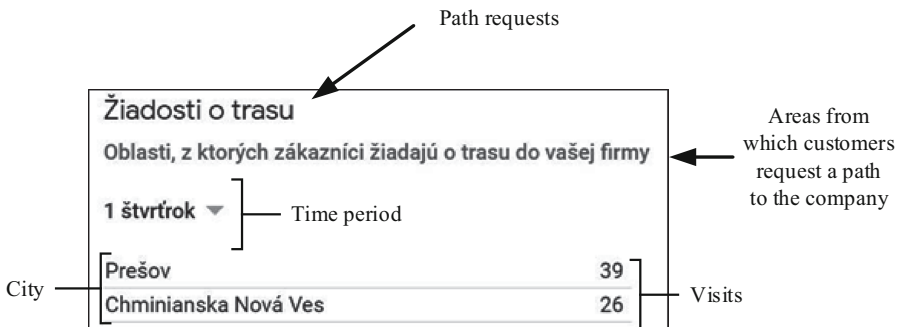 Path requests
Žiadosti o trasu
Oblasti, z ktorých zákazníci žiadajú o trasu do vašej firmy
Areas from
which customers
request a path
to the company
1 štvrťrok
Time period
City
Prešov 39
Chminianska Nová Ves 26
Visits